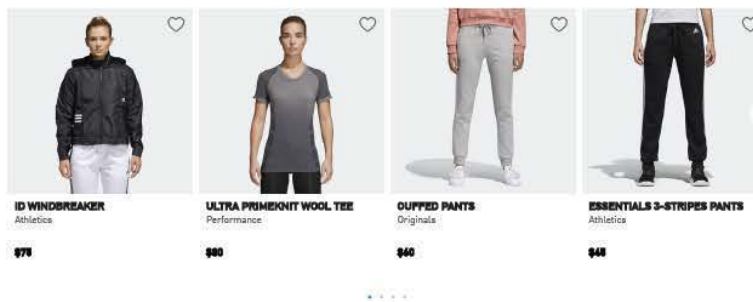 ID WINDBREAKER
Athletics
$75
ULTRA PRIMEKNIT WOOL TEE
Performance
$80
CUFFED PANTS
Originals
$60
ESSENTIALS 3-STRIPES PANTS
Athletics
$45